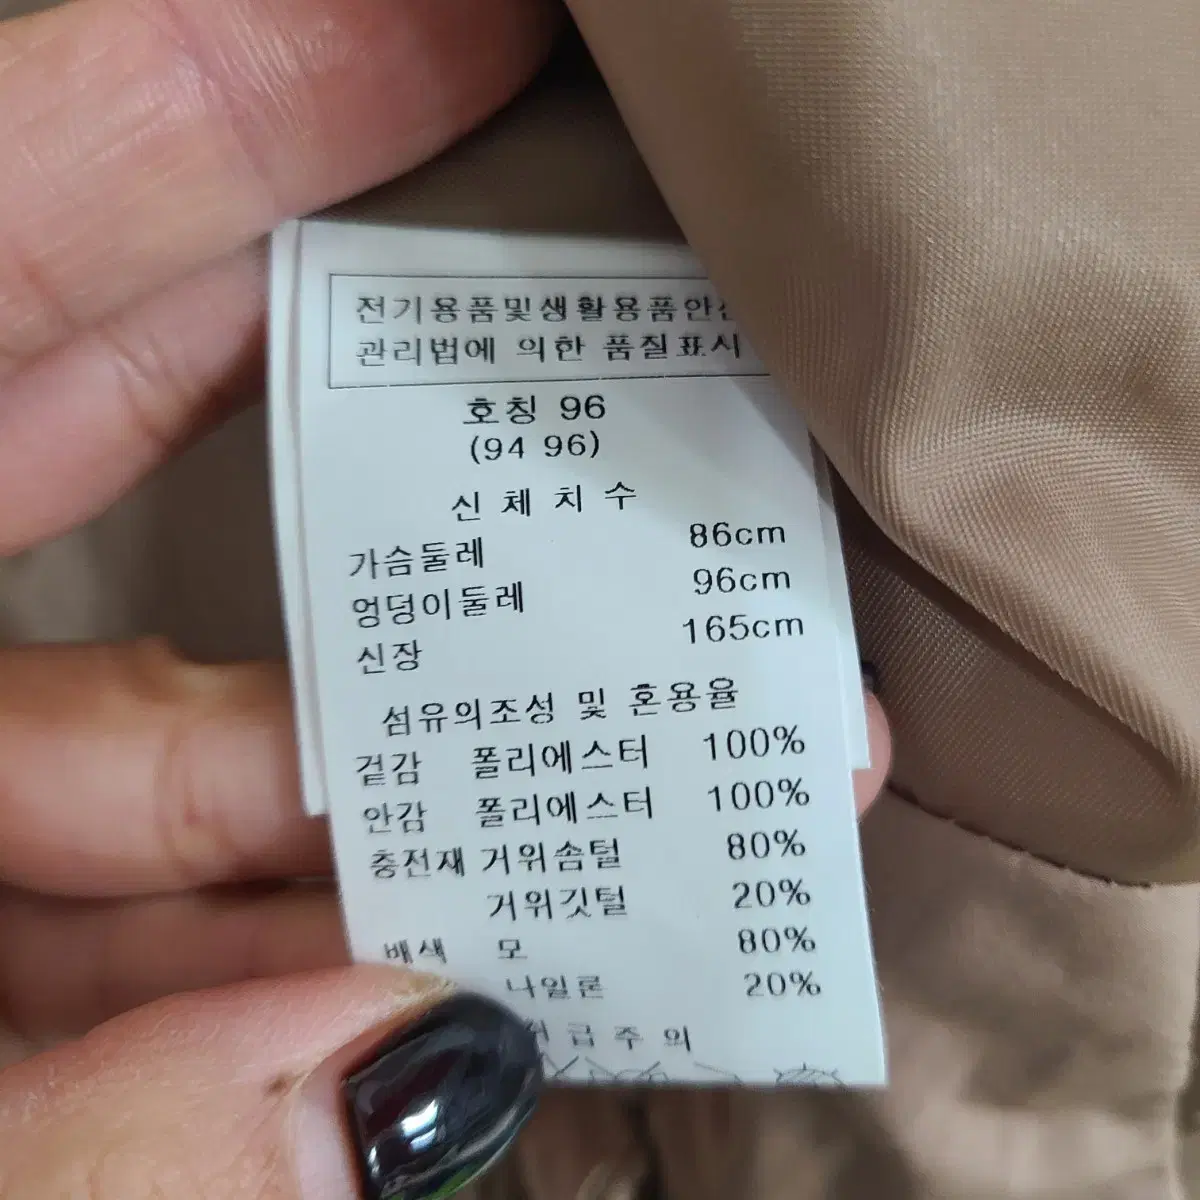 전기용품및생활용품안전
관리법에 의한 품질표시
호칭 96
(94 96)
신체치수
가슴둘레 86cm
엉덩이둘레 96cm
신장 165cm
섬유의조성 및 혼용율
겉감 폴리에스터 100%
안감 폴리에스터 100%
충전재 거위솜털 80%
거위깃털 20%
배색 모 80%
나일론 20%
취급주의